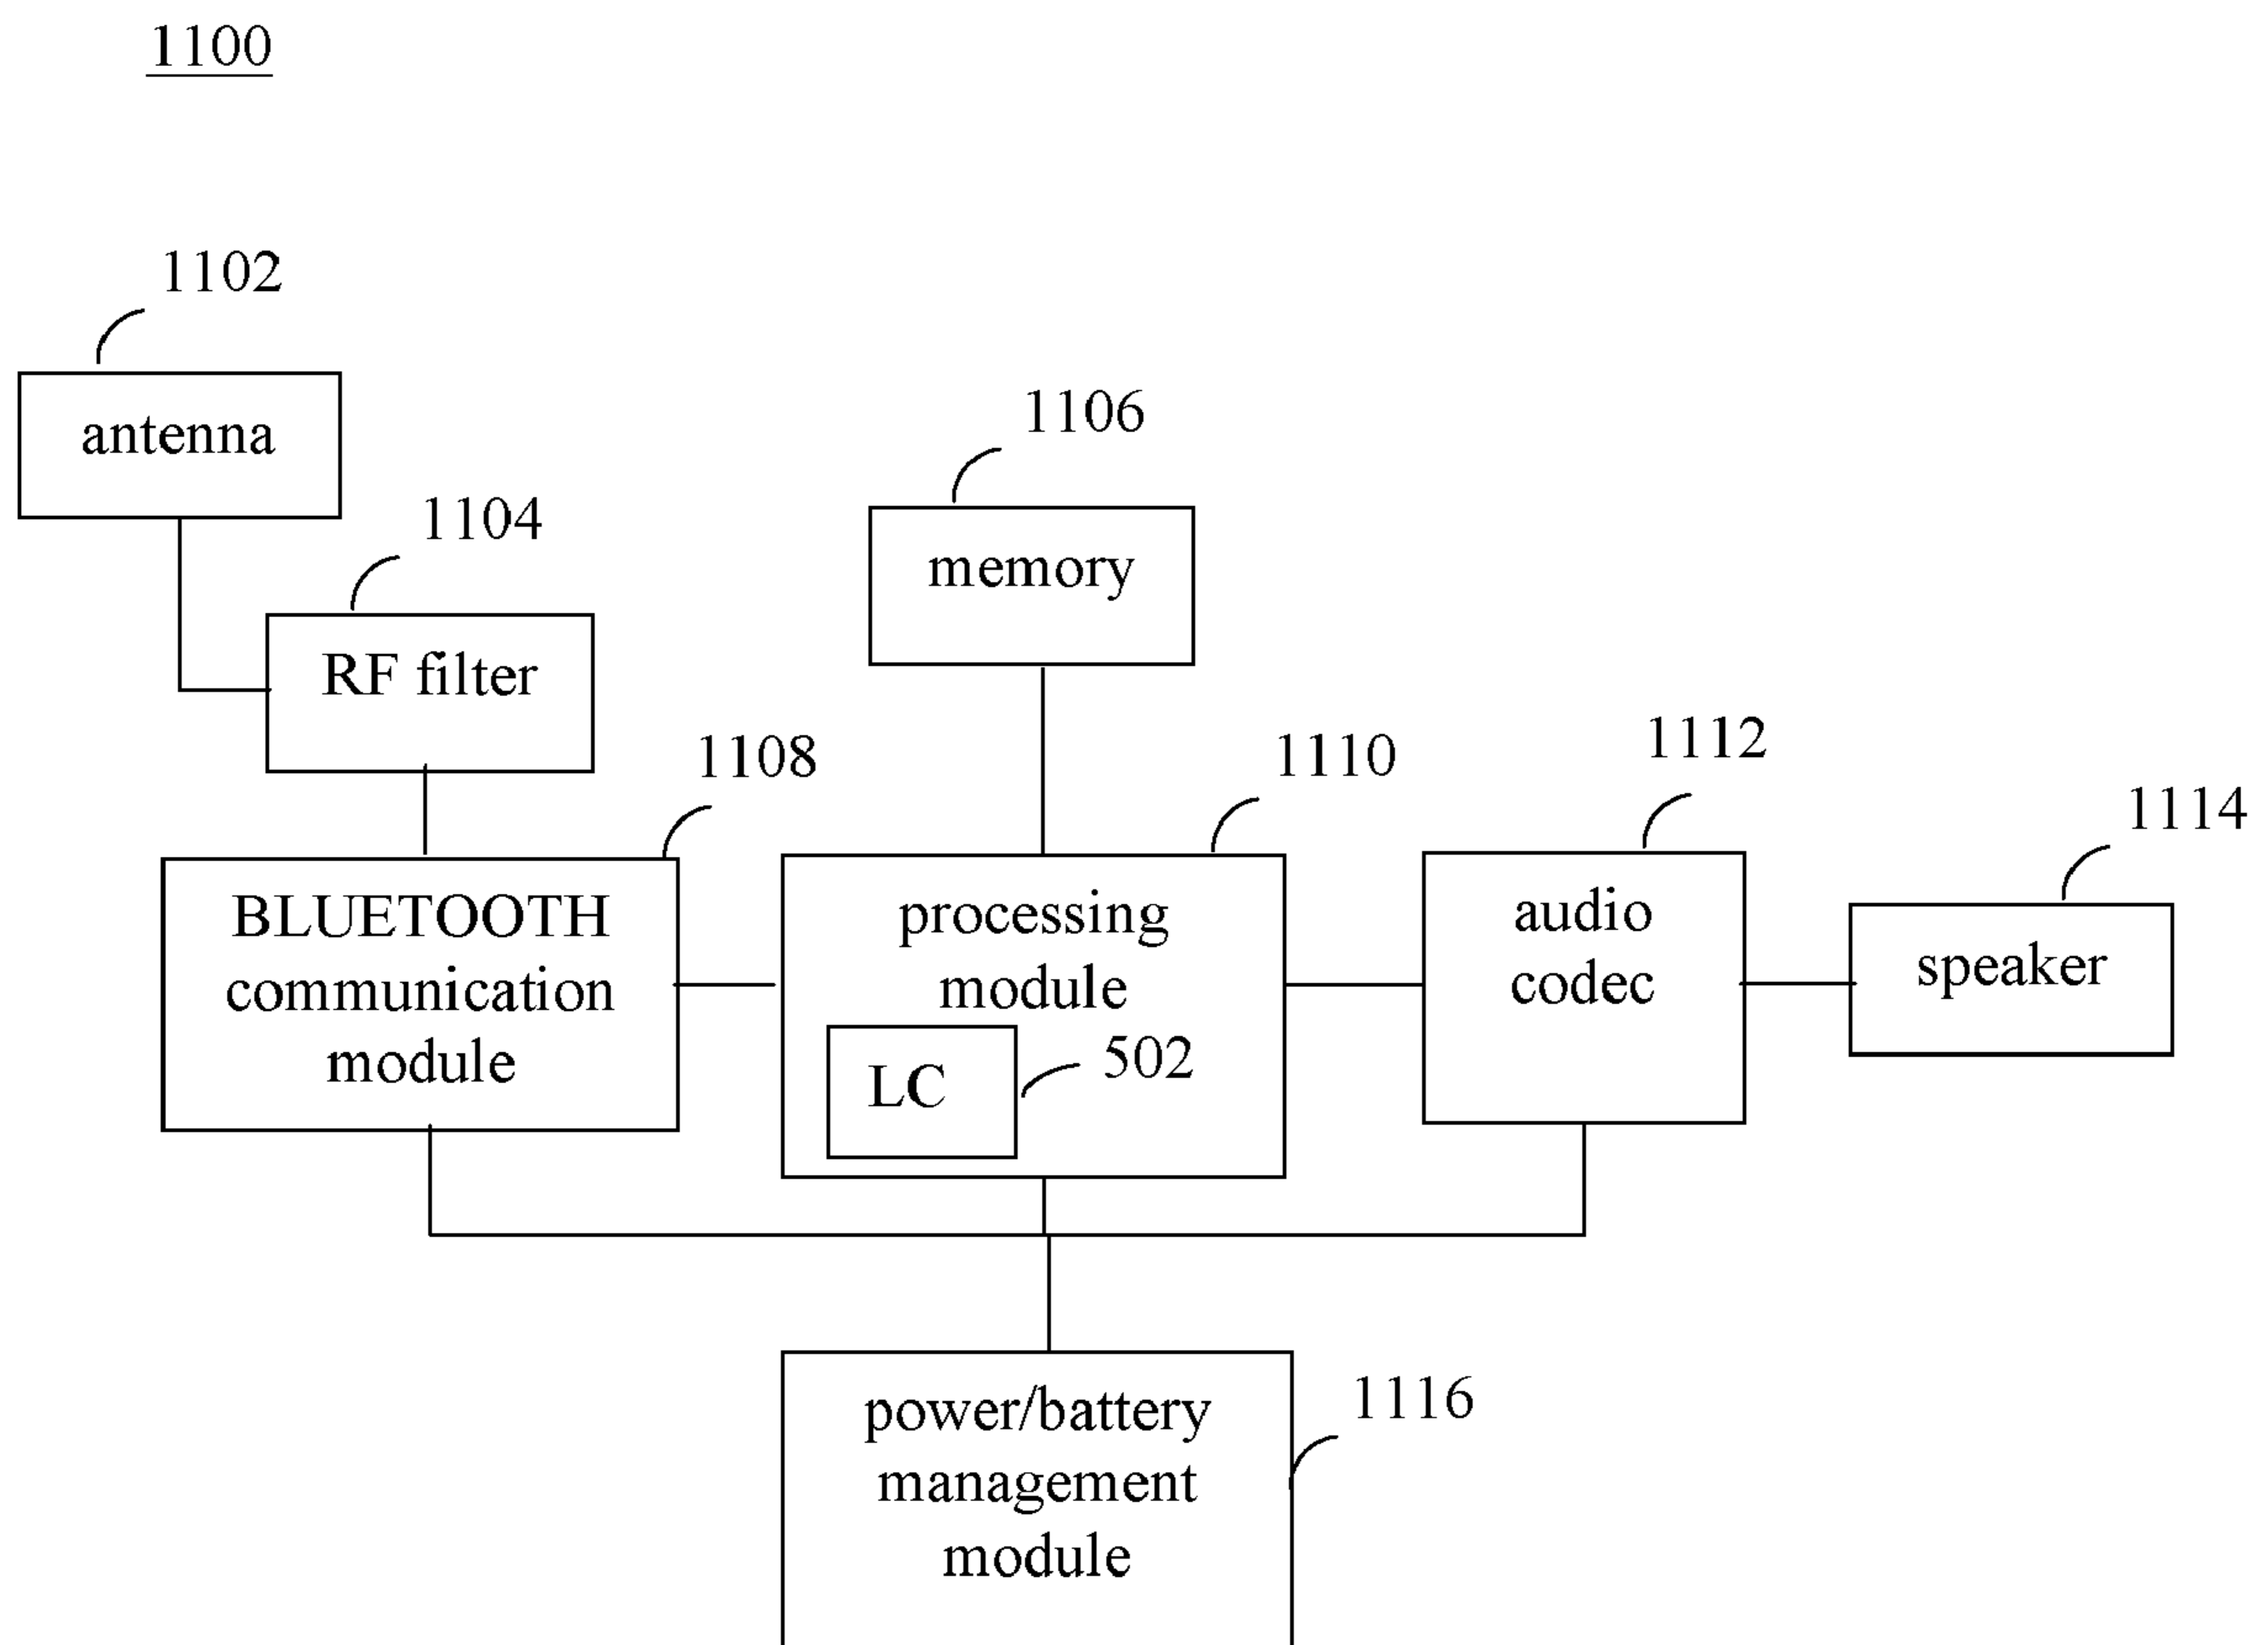 1100
1102
antenna
1104
RF filter
1106
memory
1108
BLUETOOTH
communication
module
1110
processing
module
LC
502
1112
audio
codec
1114
speaker
power/battery
management
module
1116